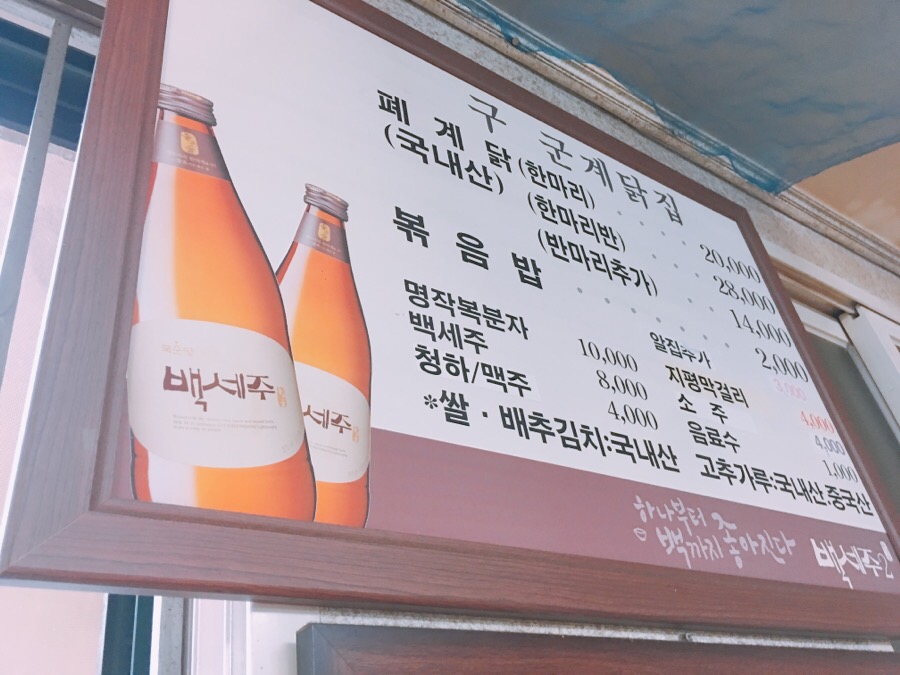 구 군계닭집
폐 계 닭 (한마리) 20,000
(국내산) (한마리반) 28,000
(반마리추가) 14,000
볶 음 밥 2,000
명작복분자 10,000 알집추가 3,000
백세주 8,000 지평막걸리 4,000
청하/맥주 4,000 소 주 4,000
음료수 1,000
*쌀·배추김치:국내산 고추가루:국내산.중국산
하나부터
백까지 좋아진다
백세주
백세주
세주